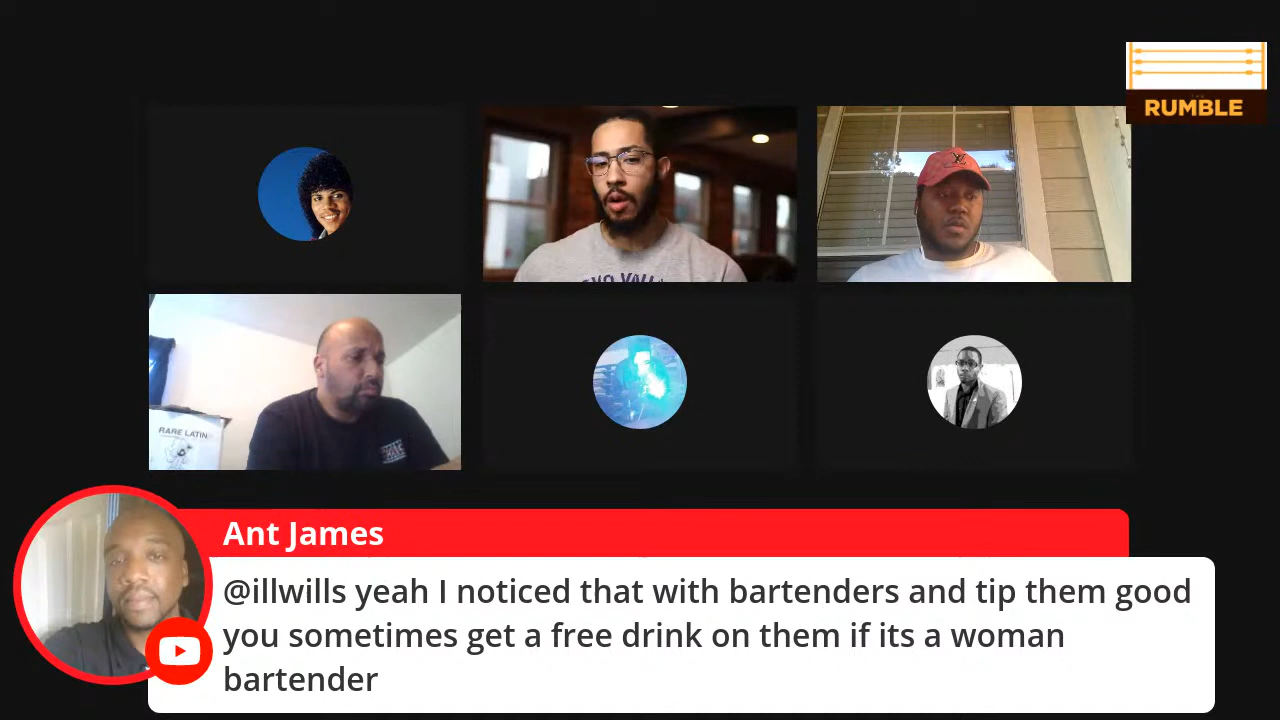 RUMBLE
RARE LATIN
Ant James
@illwills yeah I noticed that with bartenders and tip them good
you sometimes get a free drink on them if its a woman
bartender